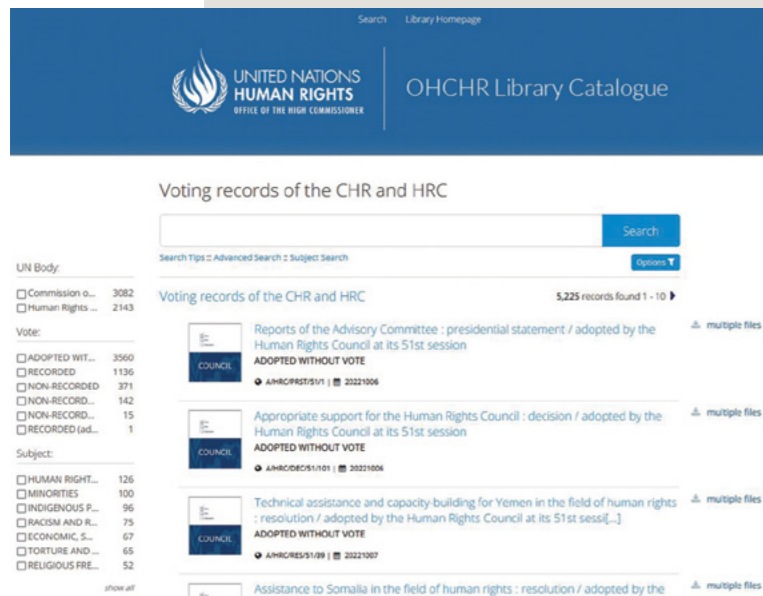 Search Library Homepage
UNITED NATIONS
HUMAN RIGHTS
OFFICE OF THE HIGH COMMISSIONER
OHCHR Library Catalogue
Voting records of the CHR and HRC
Search
Search Tips :: Advanced Search :: Subject Search
Options
UN Body:
Commission o... 3082
Human Rights ... 2143
Vote:
ADOPTED WIT... 3560
RECORDED 1136
NON-RECORDED 371
NON-RECORD... 142
NON-RECORD... 15
RECORDED (ad... 1
Subject:
HUMAN RIGHT... 126
MINORITIES 100
INDIGENOUS P... 96
RACISM AND R... 75
ECONOMIC, S... 67
TORTURE AND ... 65
RELIGIOUS FRE... 52
show all
Voting records of the CHR and HRC 5,225 records found 1 - 10
COUNCIL
Reports of the Advisory Committee : presidential statement / adopted by the
Human Rights Council at its 51st session
ADOPTED WITHOUT VOTE
A/HRC/PRST/51/1 | 20221006
multiple files
COUNCIL
Appropriate support for the Human Rights Council : decision / adopted by the
Human Rights Council at its 51st session
ADOPTED WITHOUT VOTE
A/HRC/DEC/51/101 | 20221006
multiple files
COUNCIL
Technical assistance and capacity-building for Yemen in the field of human rights
: resolution / adopted by the Human Rights Council at its 51st sessi[...]
ADOPTED WITHOUT VOTE
A/HRC/RES/51/39 | 20221007
multiple files
Assistance to Somalia in the field of human rights : resolution / adopted by the
multiple files